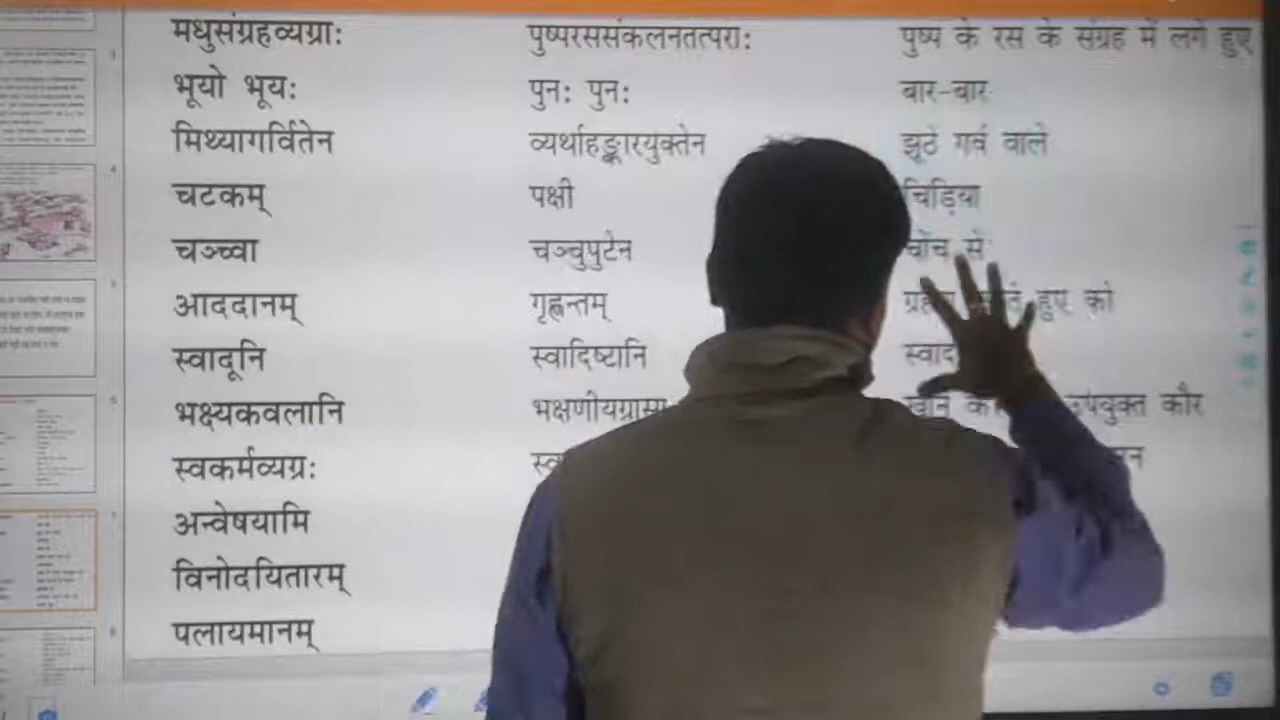 मधुसंग्रहव्यग्राः पुष्परससंकलनतत्पराः पुष्प के रस के संग्रह में लगे हुए
भूयो भूयः पुनः पुनः बार-बार
मिथ्यागर्वितेन व्यर्थाहङ्कारयुक्तेन झूठे गर्व वाले
चटकम् पक्षी चिड़िया
चञ्च्वा चञ्चुपुटेन चोंच से
आददानम् गृह्णन्तम् हुए को
स्वादूनि स्वादिष्टानि
भक्ष्यकवलानि उपयुक्त कौर
स्वकर्मव्यग्रः
अन्वेषयामि
विनोदयितारम्
पलायमानम्